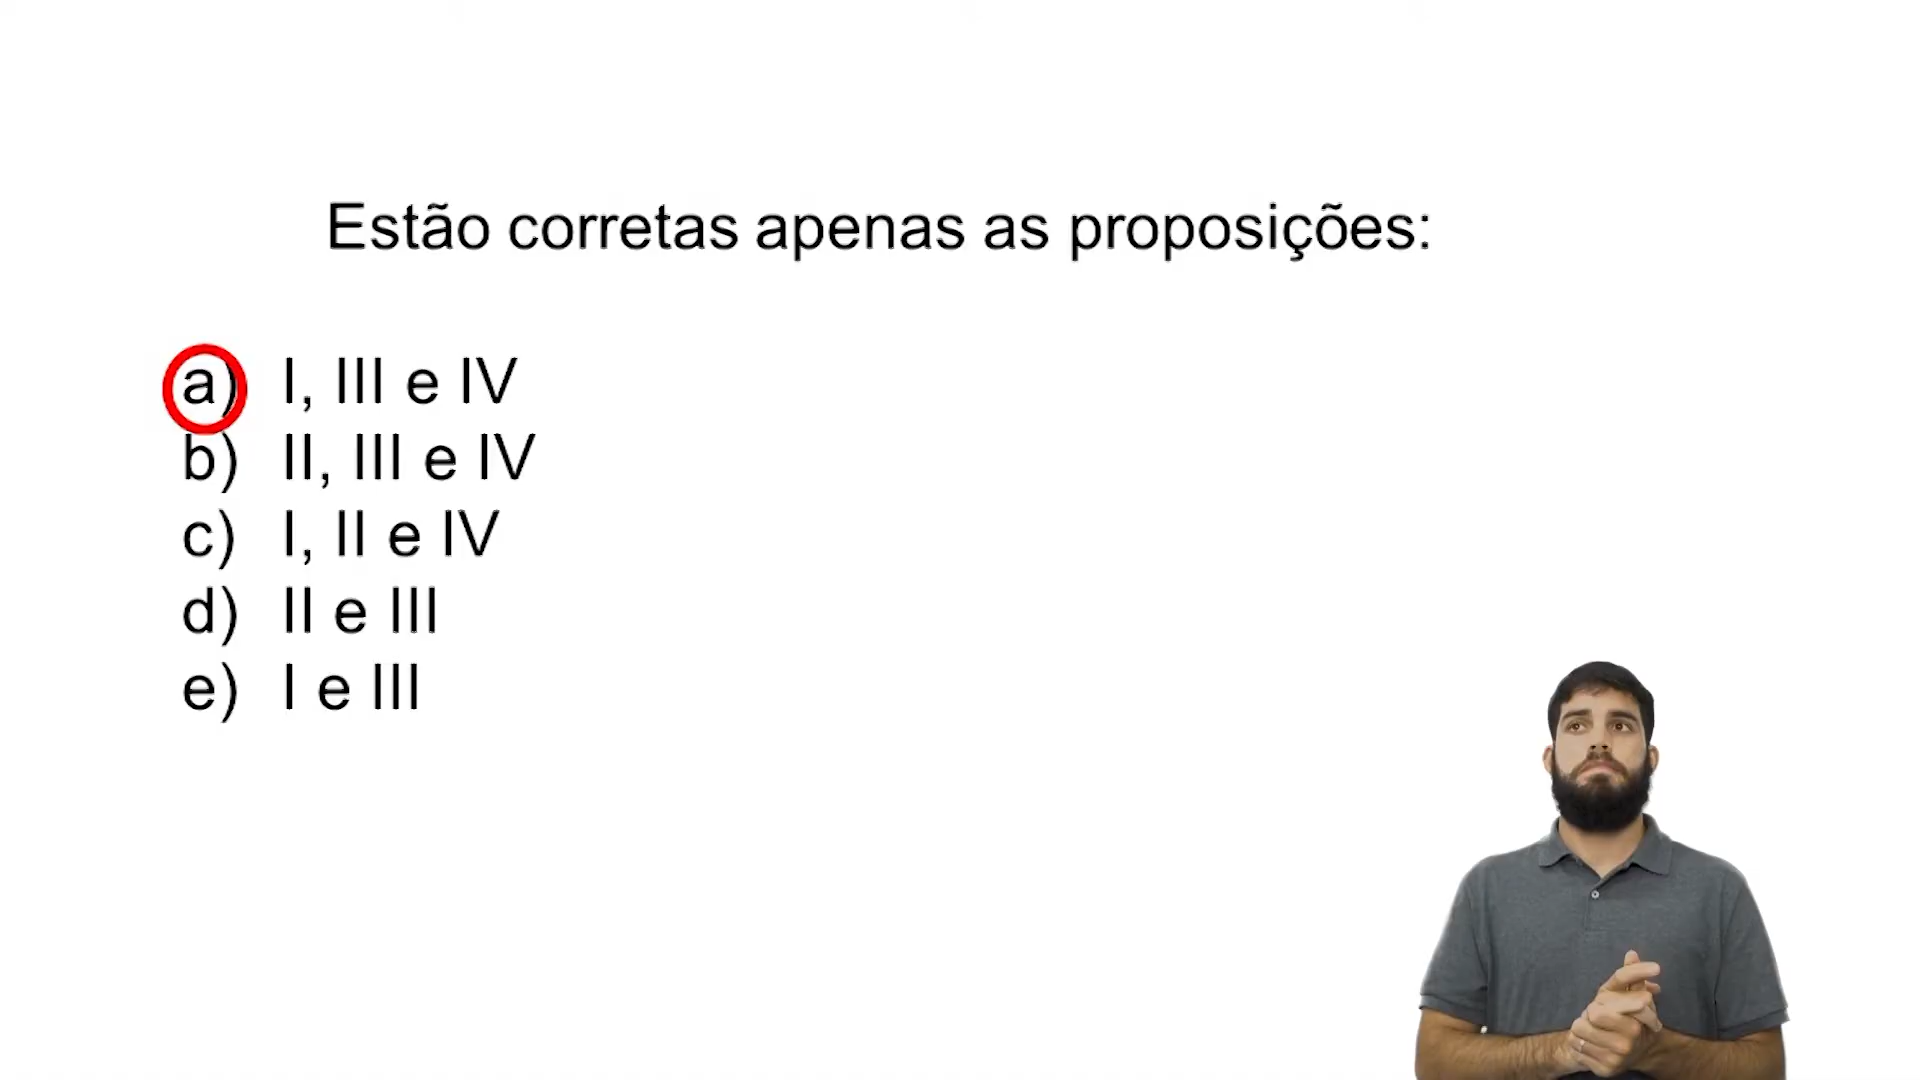 Estão corretas apenas as proposições:
a) I, III e IV
b) II, III e IV
c) I, II e IV
d) II e III
e) I e III